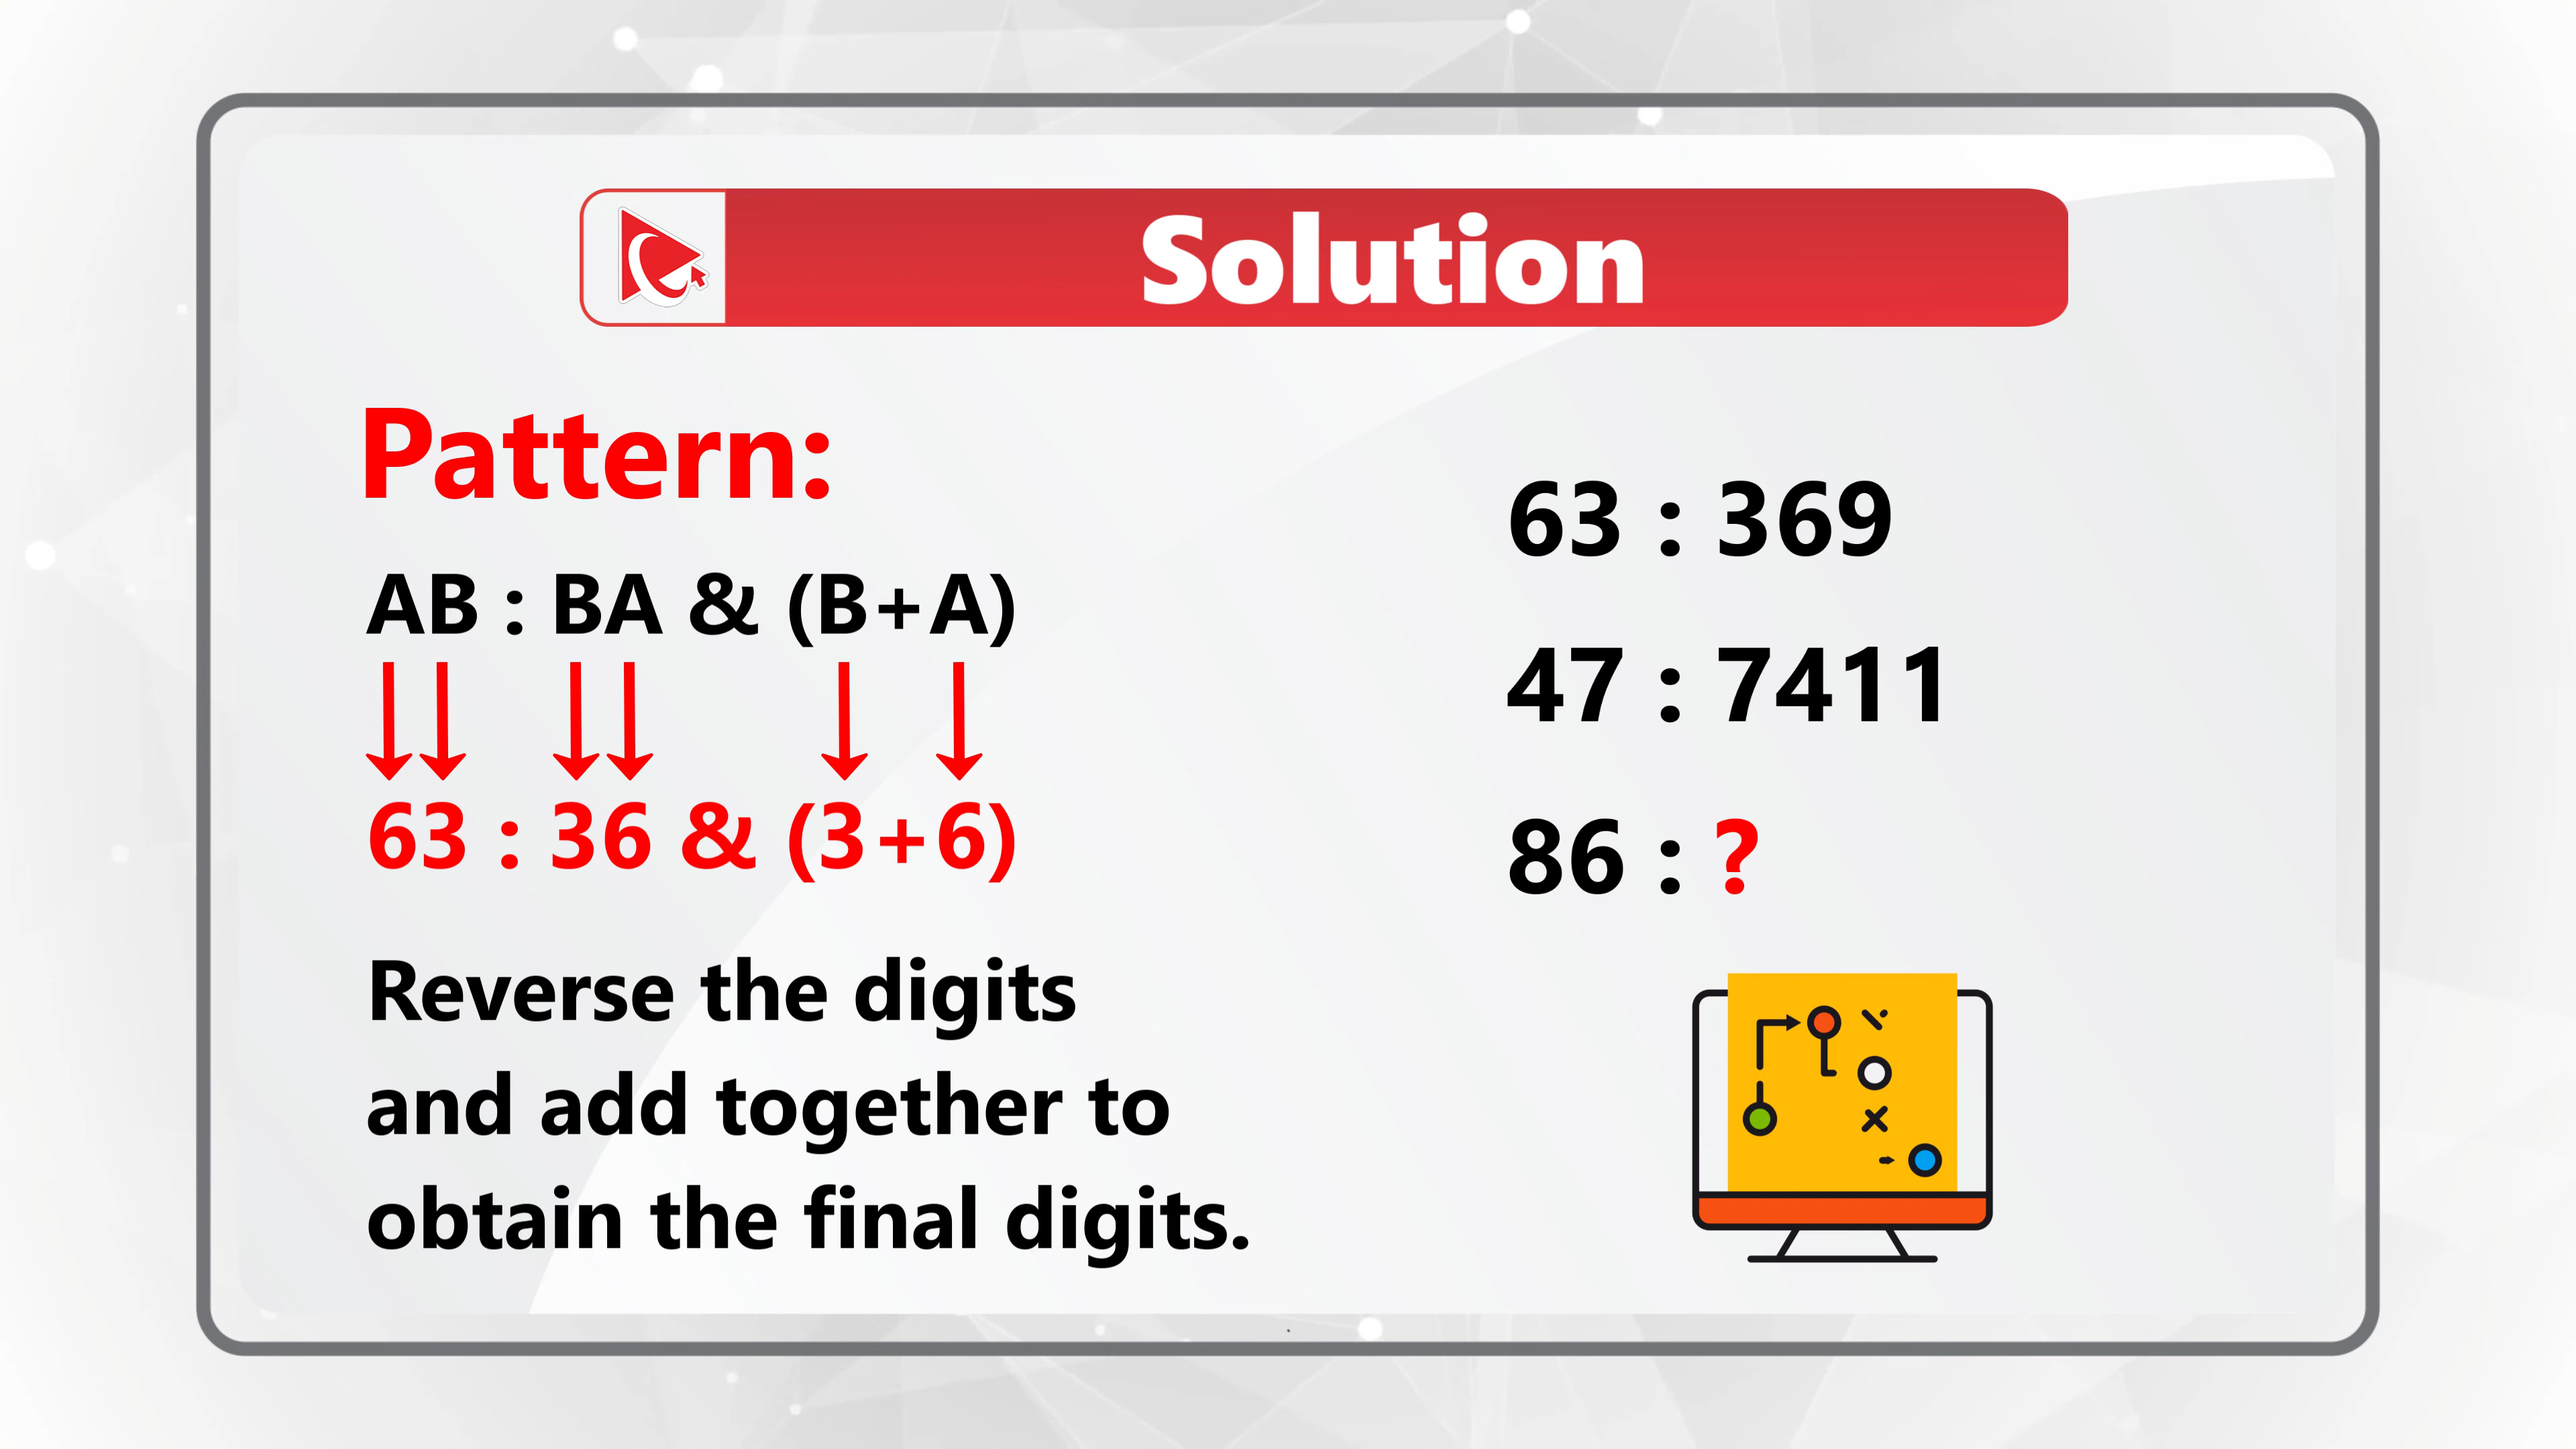 Solution
Pattern:
AB : BA & (B+A)
63 : 36 & (3+6)
Reverse the digits
and add together to
obtain the final digits.
63 : 369
47 : 7411
86 : ?